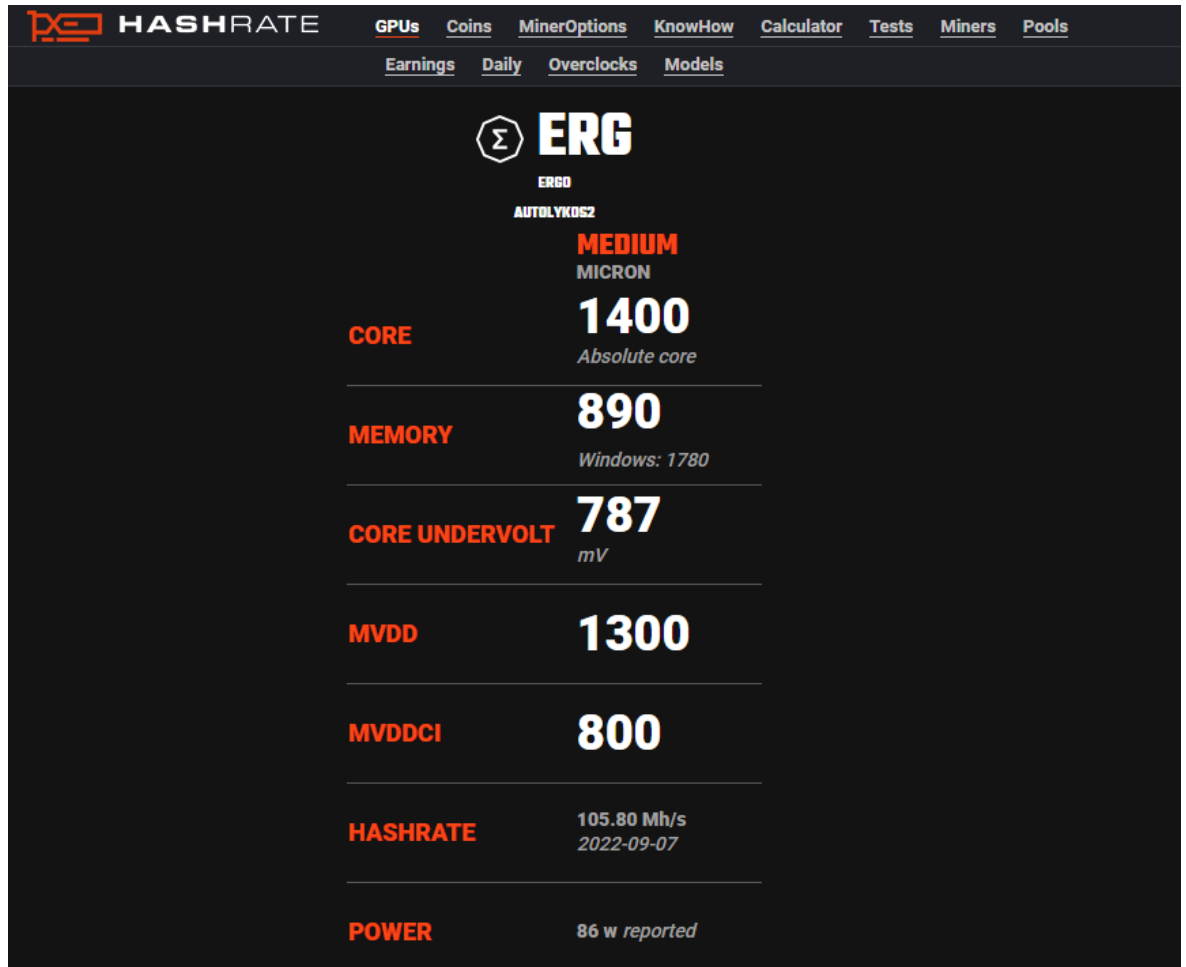 HASHRATE GPUs Coins MinerOptions KnowHow Calculator Tests Miners Pools
Earnings Daily Overclocks Models
Σ ERG
ERGO
AUTOLYKOS2
MEDIUM
MICRON
CORE 1400
Absolute core
MEMORY 890
Windows: 1780
CORE UNDERVOLT 787
mV
MVDD 1300
MVDDCI 800
HASHRATE 105.80 Mh/s
2022-09-07
POWER 86 w reported